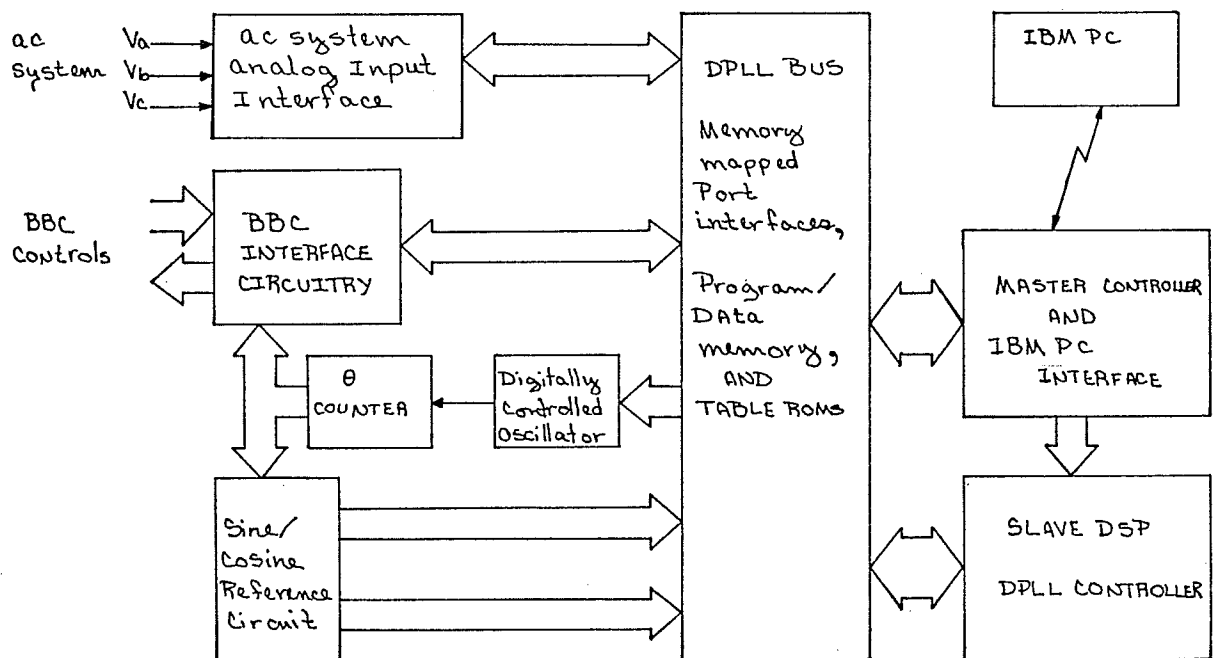 ac
system
Va
Vb
Vc
ac system
analog Input
Interface
DPLL BUS
Memory
mapped
Port
interfaces,
Program/
Data
memory,
AND
TABLE ROMS
IBM PC
BBC
Controls
BBC
INTERFACE
CIRCUITRY
θ
COUNTER
Digitally
Controlled
Oscillator
MASTER CONTROLLER
AND
IBM PC
INTERFACE
Sine/
Cosine
Reference
Circuit
SLAVE DSP
DPLL CONTROLLER